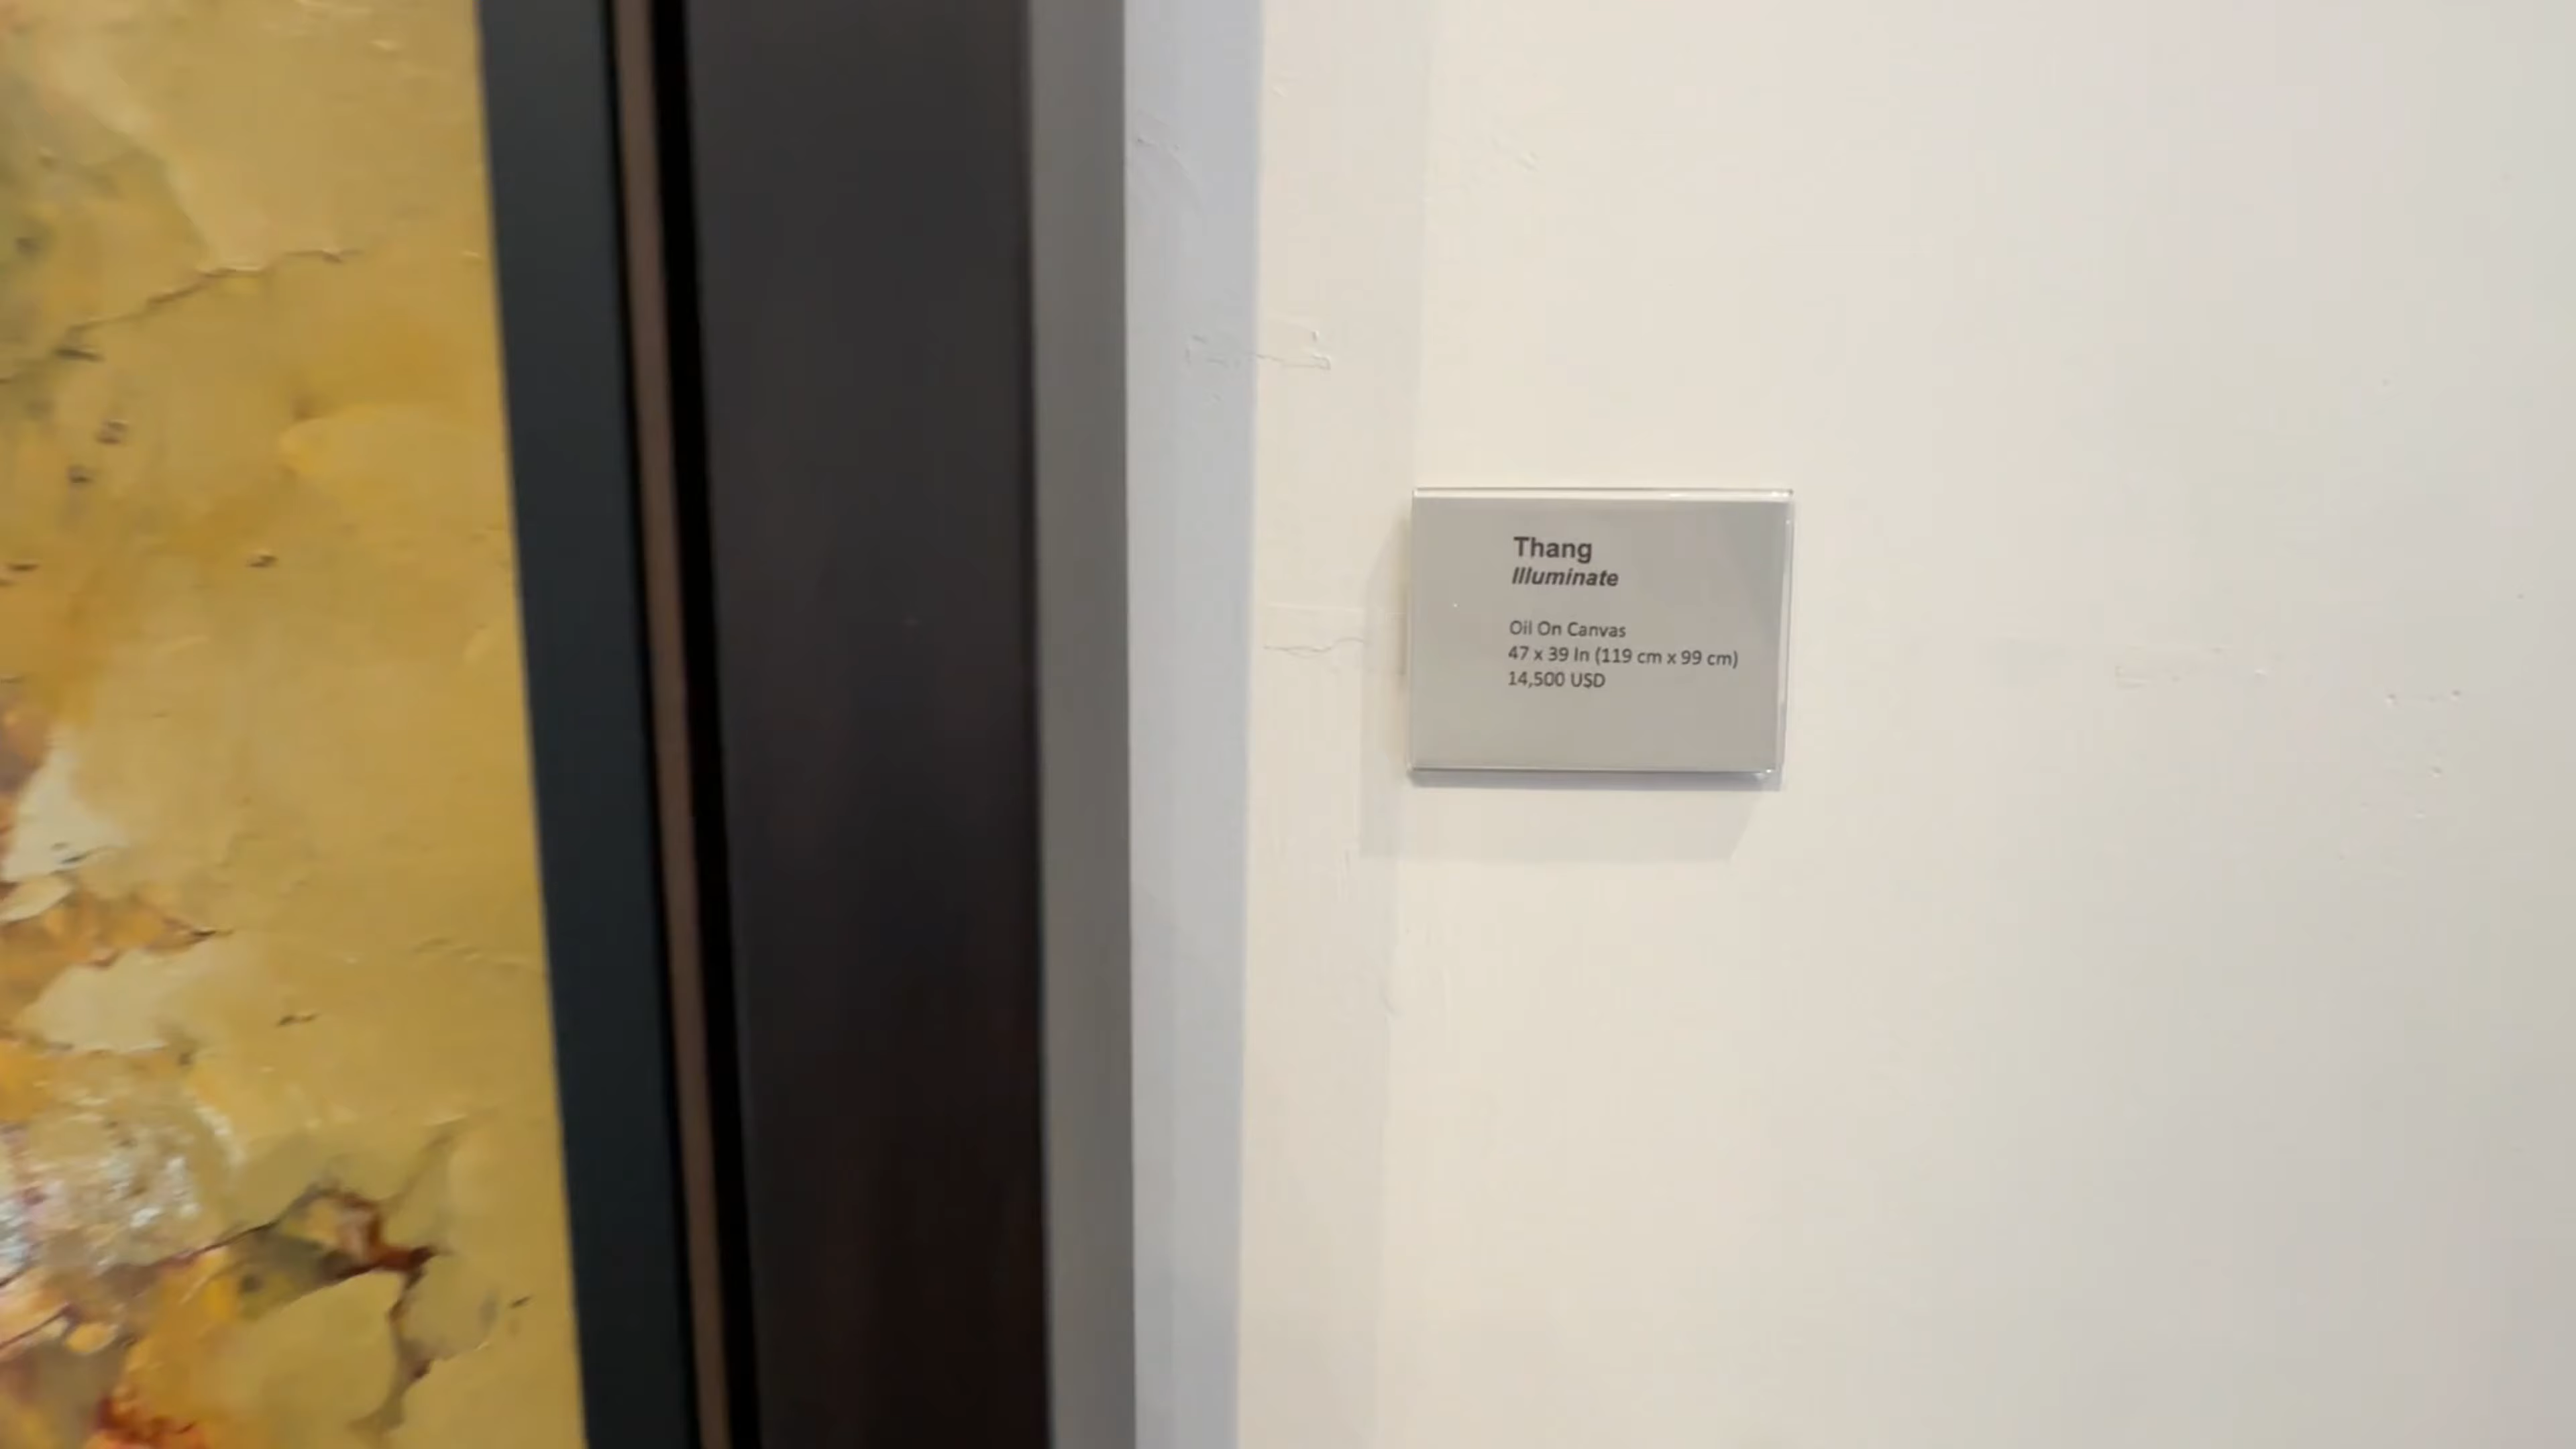 Thang
Illuminate
Oil On Canvas
47 x 39 In (119 cm x 99 cm)
14,500 USD